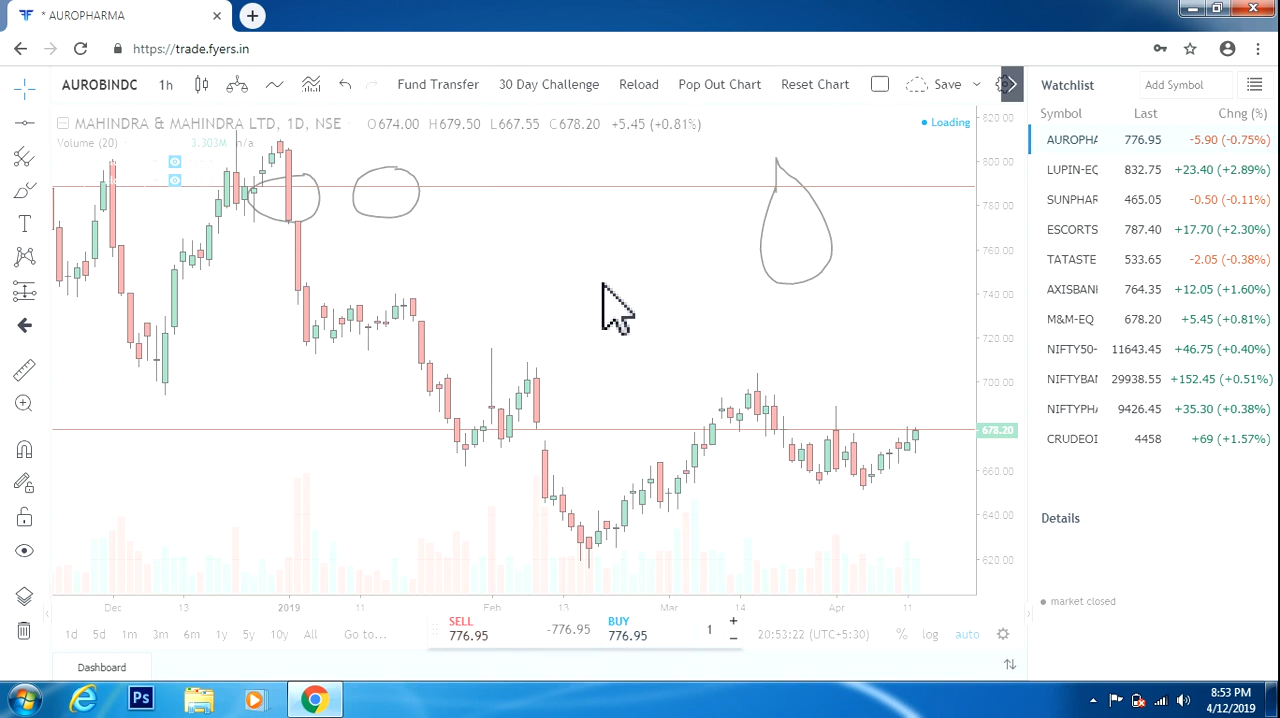 * AUROPHARMA
https://trade.fyers.in
AUROBINDC 1h Fund Transfer 30 Day Challenge Reload Pop Out Chart Reset Chart Save
MAHINDRA & MAHINDRA LTD, 1D, NSE O674.00 H679.50 L667.55 C678.20 +5.45 (+0.81%)
Loading
Volume (20) 3.303M n/a
820.00
800.00
780.00
760.00
740.00
720.00
700.00
678.20
660.00
640.00
620.00
Dec 13 2019 11 Feb 13 Mar 14 Apr 11
1d 5d 1m 3m 6m 1y 5y 10y All Go to...
SELL 776.95 -776.95 BUY 776.95 1 + −
20:53:22 (UTC+5:30) % log auto
Dashboard
Watchlist Add Symbol
Symbol Last Chng (%)
AUROPHA 776.95 -5.90 (-0.75%)
LUPIN-EQ 832.75 +23.40 (+2.89%)
SUNPHAR 465.05 -0.50 (-0.11%)
ESCORTS 787.40 +17.70 (+2.30%)
TATASTE 533.65 -2.05 (-0.38%)
AXISBANI 764.35 +12.05 (+1.60%)
M&M-EQ 678.20 +5.45 (+0.81%)
NIFTY50- 11643.45 +46.75 (+0.40%)
NIFTYBA 29938.55 +152.45 (+0.51%)
NIFTYPH 9426.45 +35.30 (+0.38%)
CRUDEOI 4458 +69 (+1.57%)
Details
market closed
Ps
8:53 PM
4/12/2019